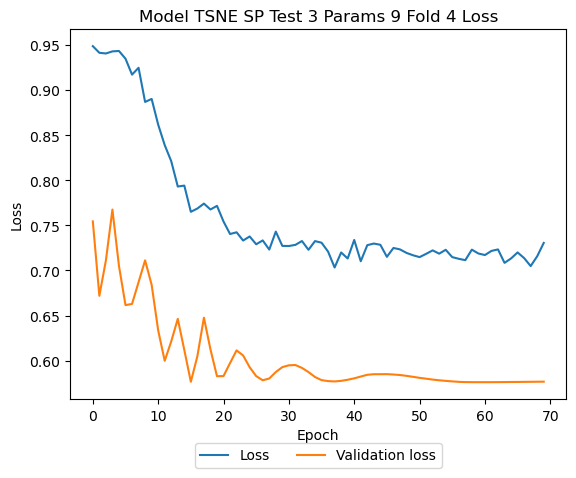 Model TSNE SP Test 3 Params 9 Fold 4 Loss
0.95
0.90
0.85
0.80
0.75
0.70
0.65
0.60
Loss
0 10 20 30 40 50 60 70
Epoch
Loss Validation loss